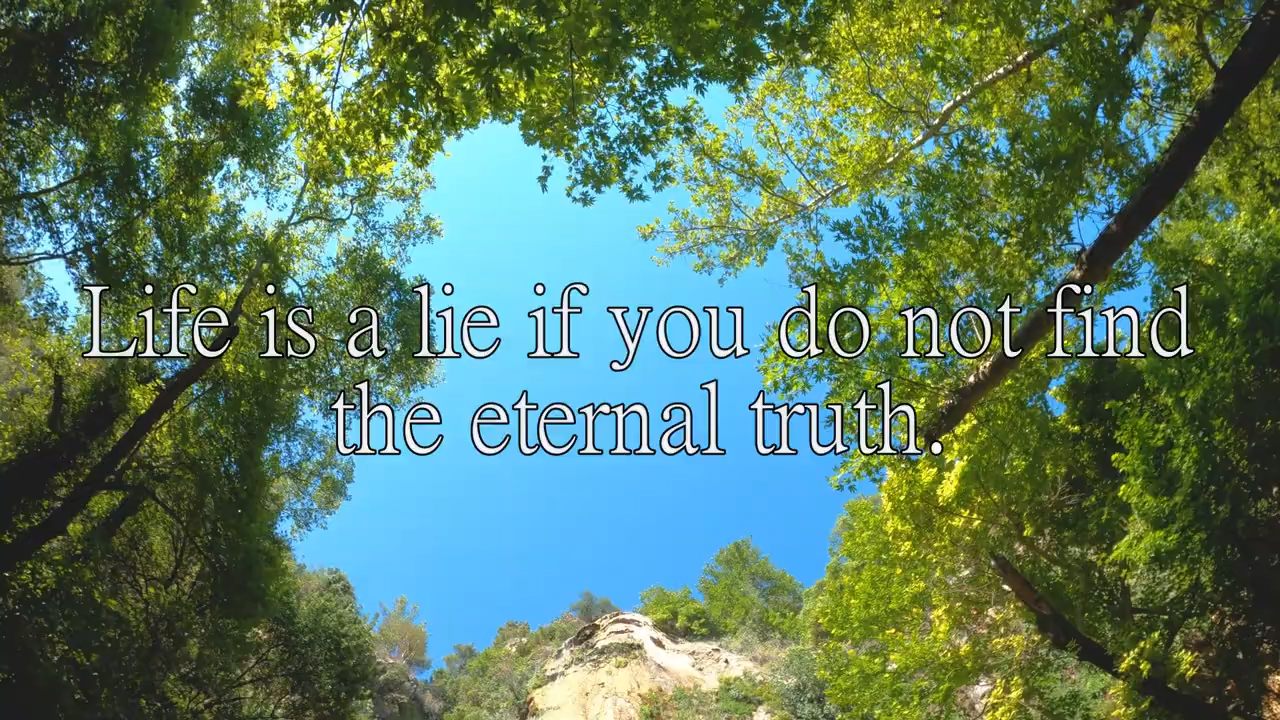 Life is a lie if you do not find
the eternal truth.